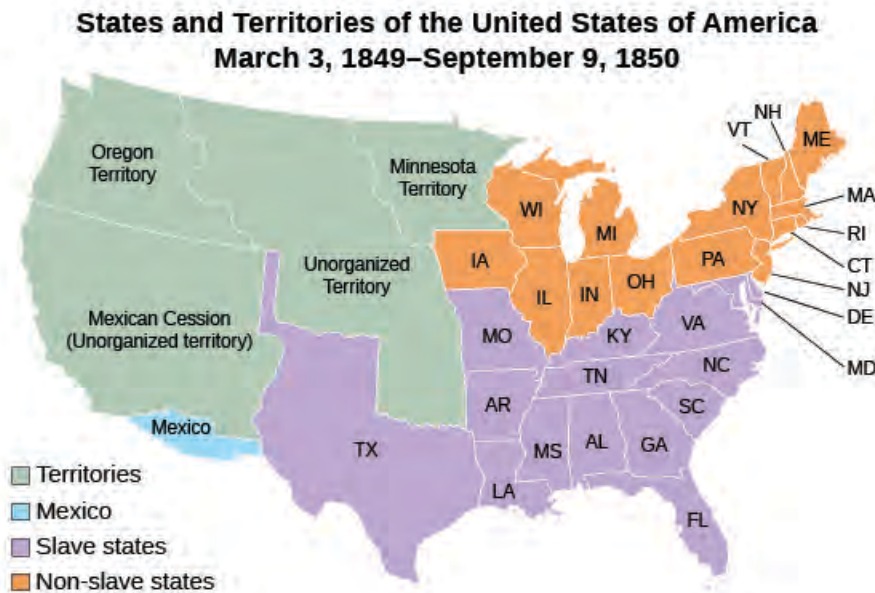 States and Territories of the United States of America
March 3, 1849–September 9, 1850
NH
VT
ME
Oregon
Territory
Minnesota
Territory
MA
WI
NY
RI
MI
CT
PA
IA
Unorganized
Territory
NJ
OH
IL
IN
DE
Mexican Cession
(Unorganized territory)
MO
KY
VA
MD
NC
TN
AR
SC
Mexico
TX
MS
AL
GA
LA
FL
Territories
Mexico
Slave states
Non-slave states